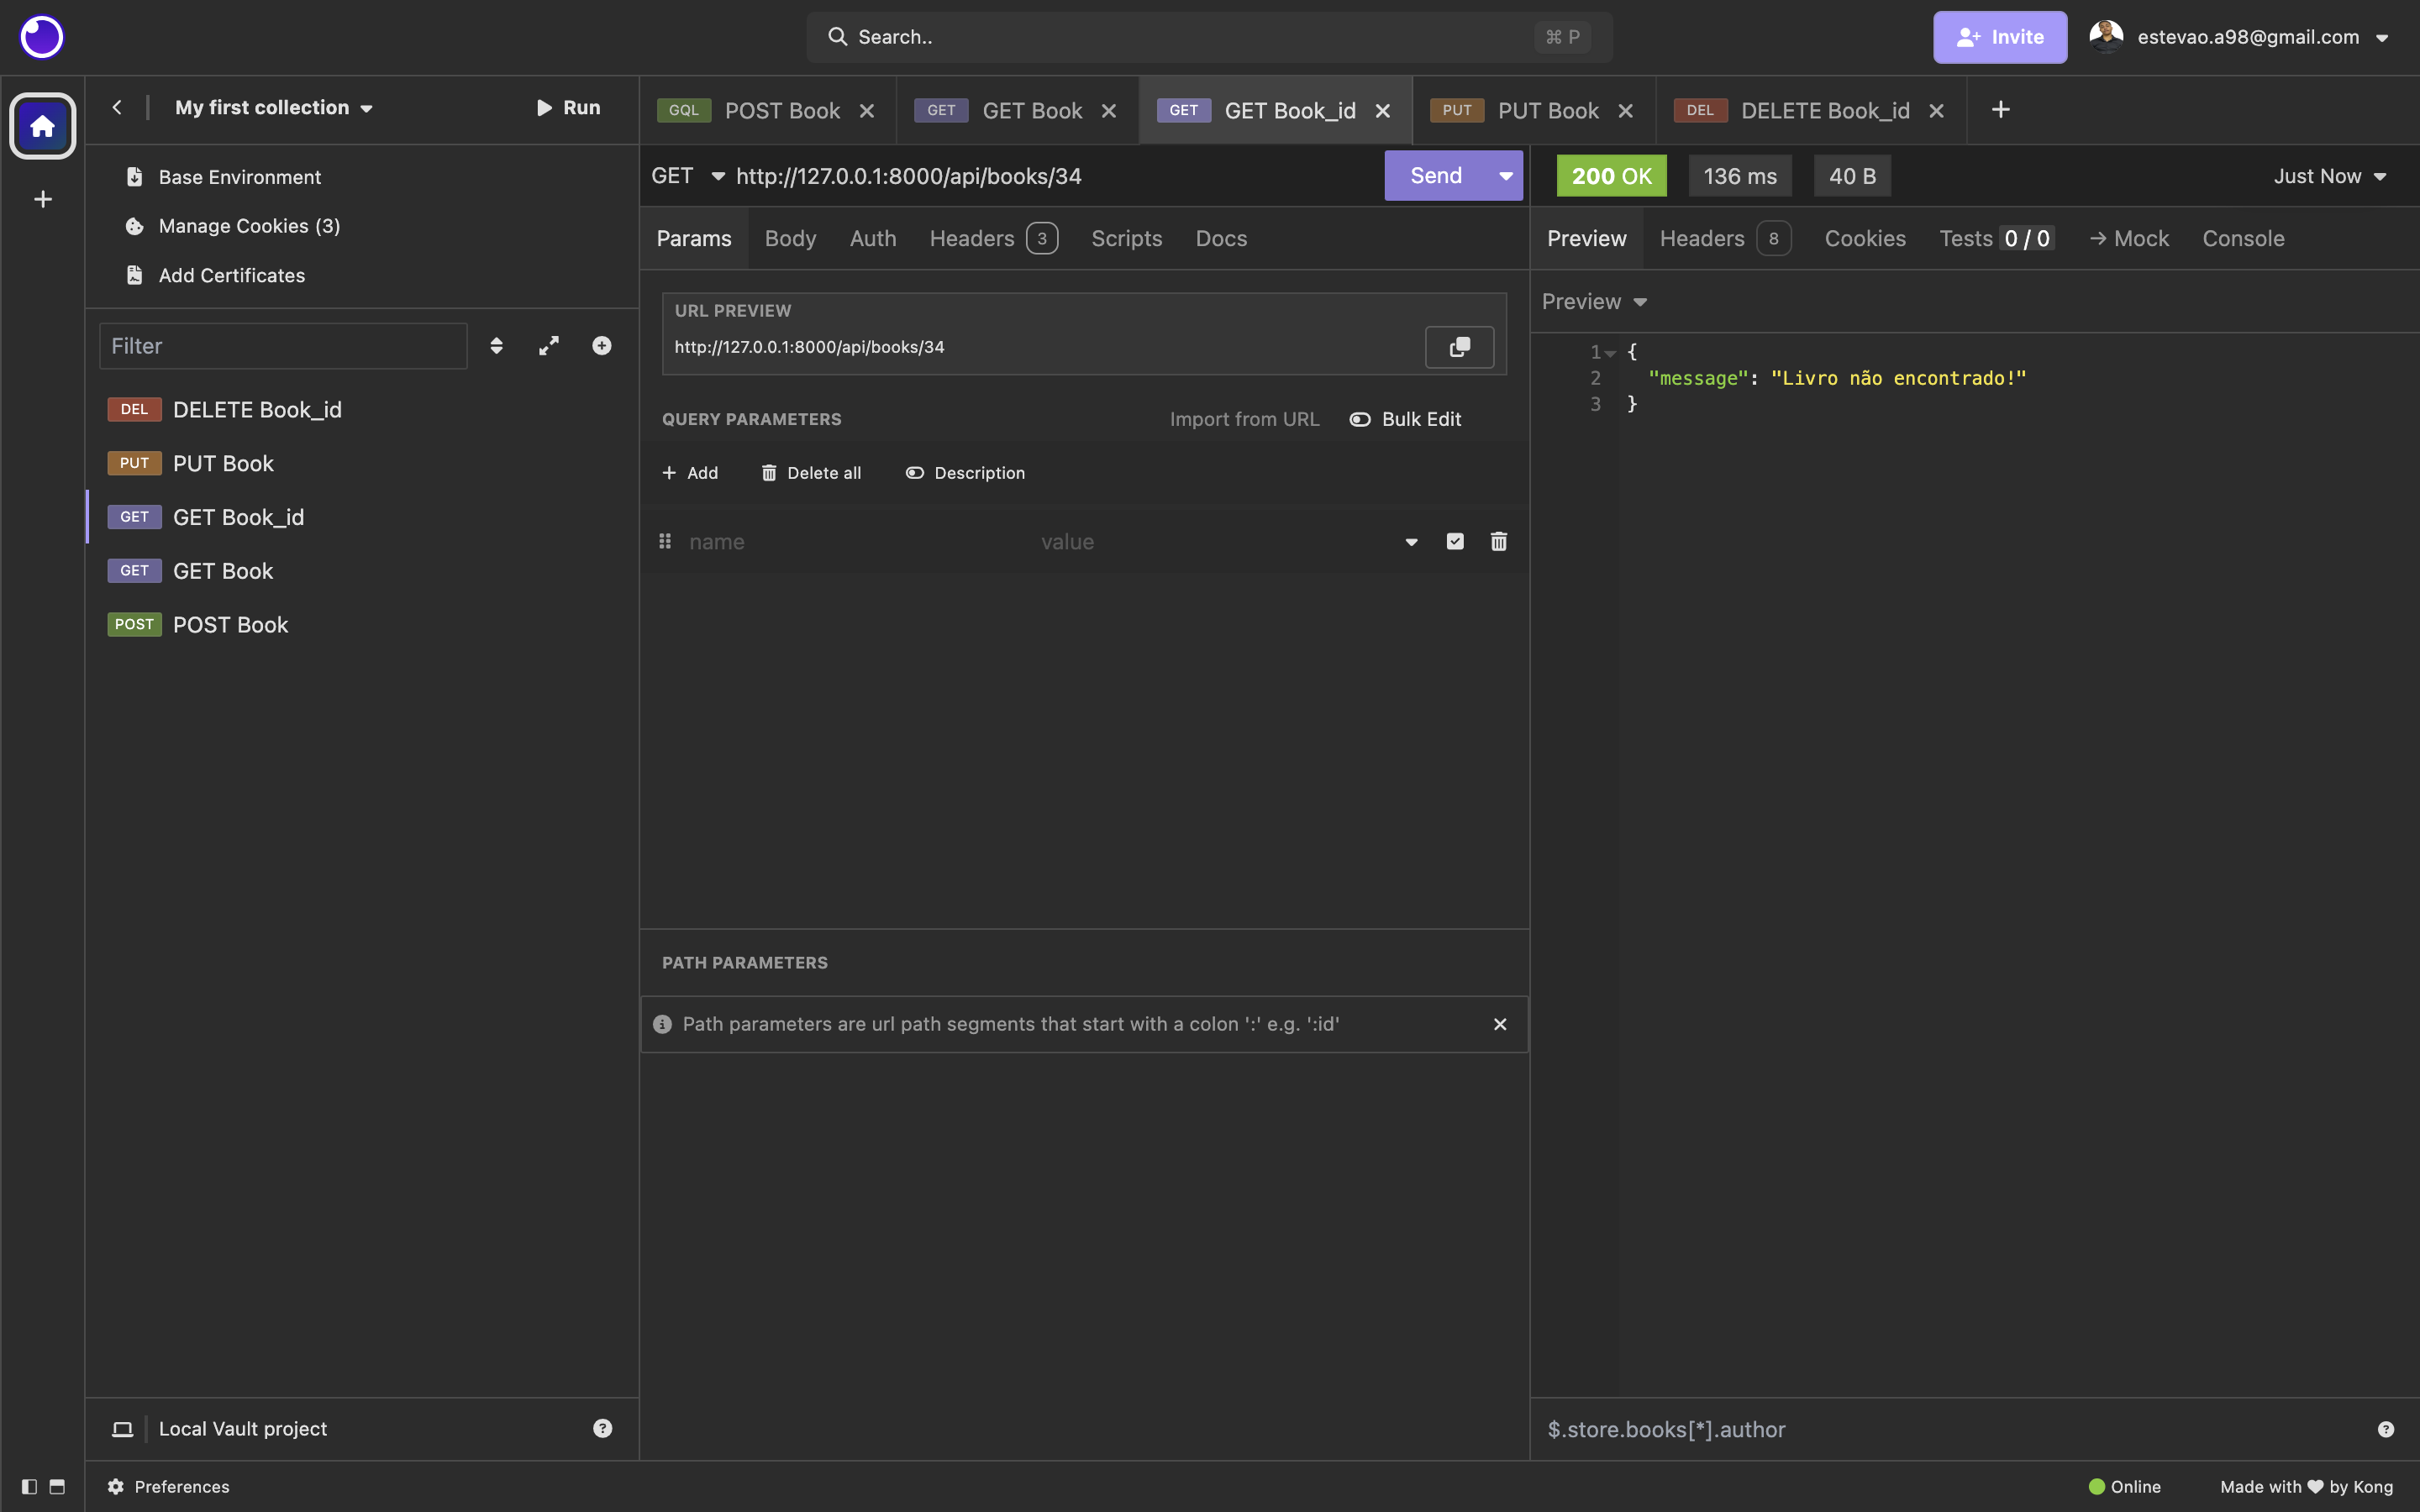 Search..
⌘ P
Invite
estevao.a98@gmail.com
My first collection
Run
Base Environment
Manage Cookies (3)
Add Certificates
Filter
DEL DELETE Book_id
PUT PUT Book
GET GET Book_id
GET GET Book
POST POST Book
Local Vault project
GQL POST Book
GET GET Book
GET GET Book_id
PUT PUT Book
DEL DELETE Book_id
GET http://127.0.0.1:8000/api/books/34
Send
Params Body Auth Headers 3 Scripts Docs
URL PREVIEW
http://127.0.0.1:8000/api/books/34
QUERY PARAMETERS Import from URL Bulk Edit
Add Delete all Description
name value
PATH PARAMETERS
Path parameters are url path segments that start with a colon ':' e.g. ':id'
200 OK 136 ms 40 B Just Now
Preview Headers 8 Cookies Tests 0 / 0 → Mock Console
Preview
1 {
2 "message": "Livro não encontrado!"
3 }
$.store.books[*].author
Preferences
Online
Made with ♥ by Kong